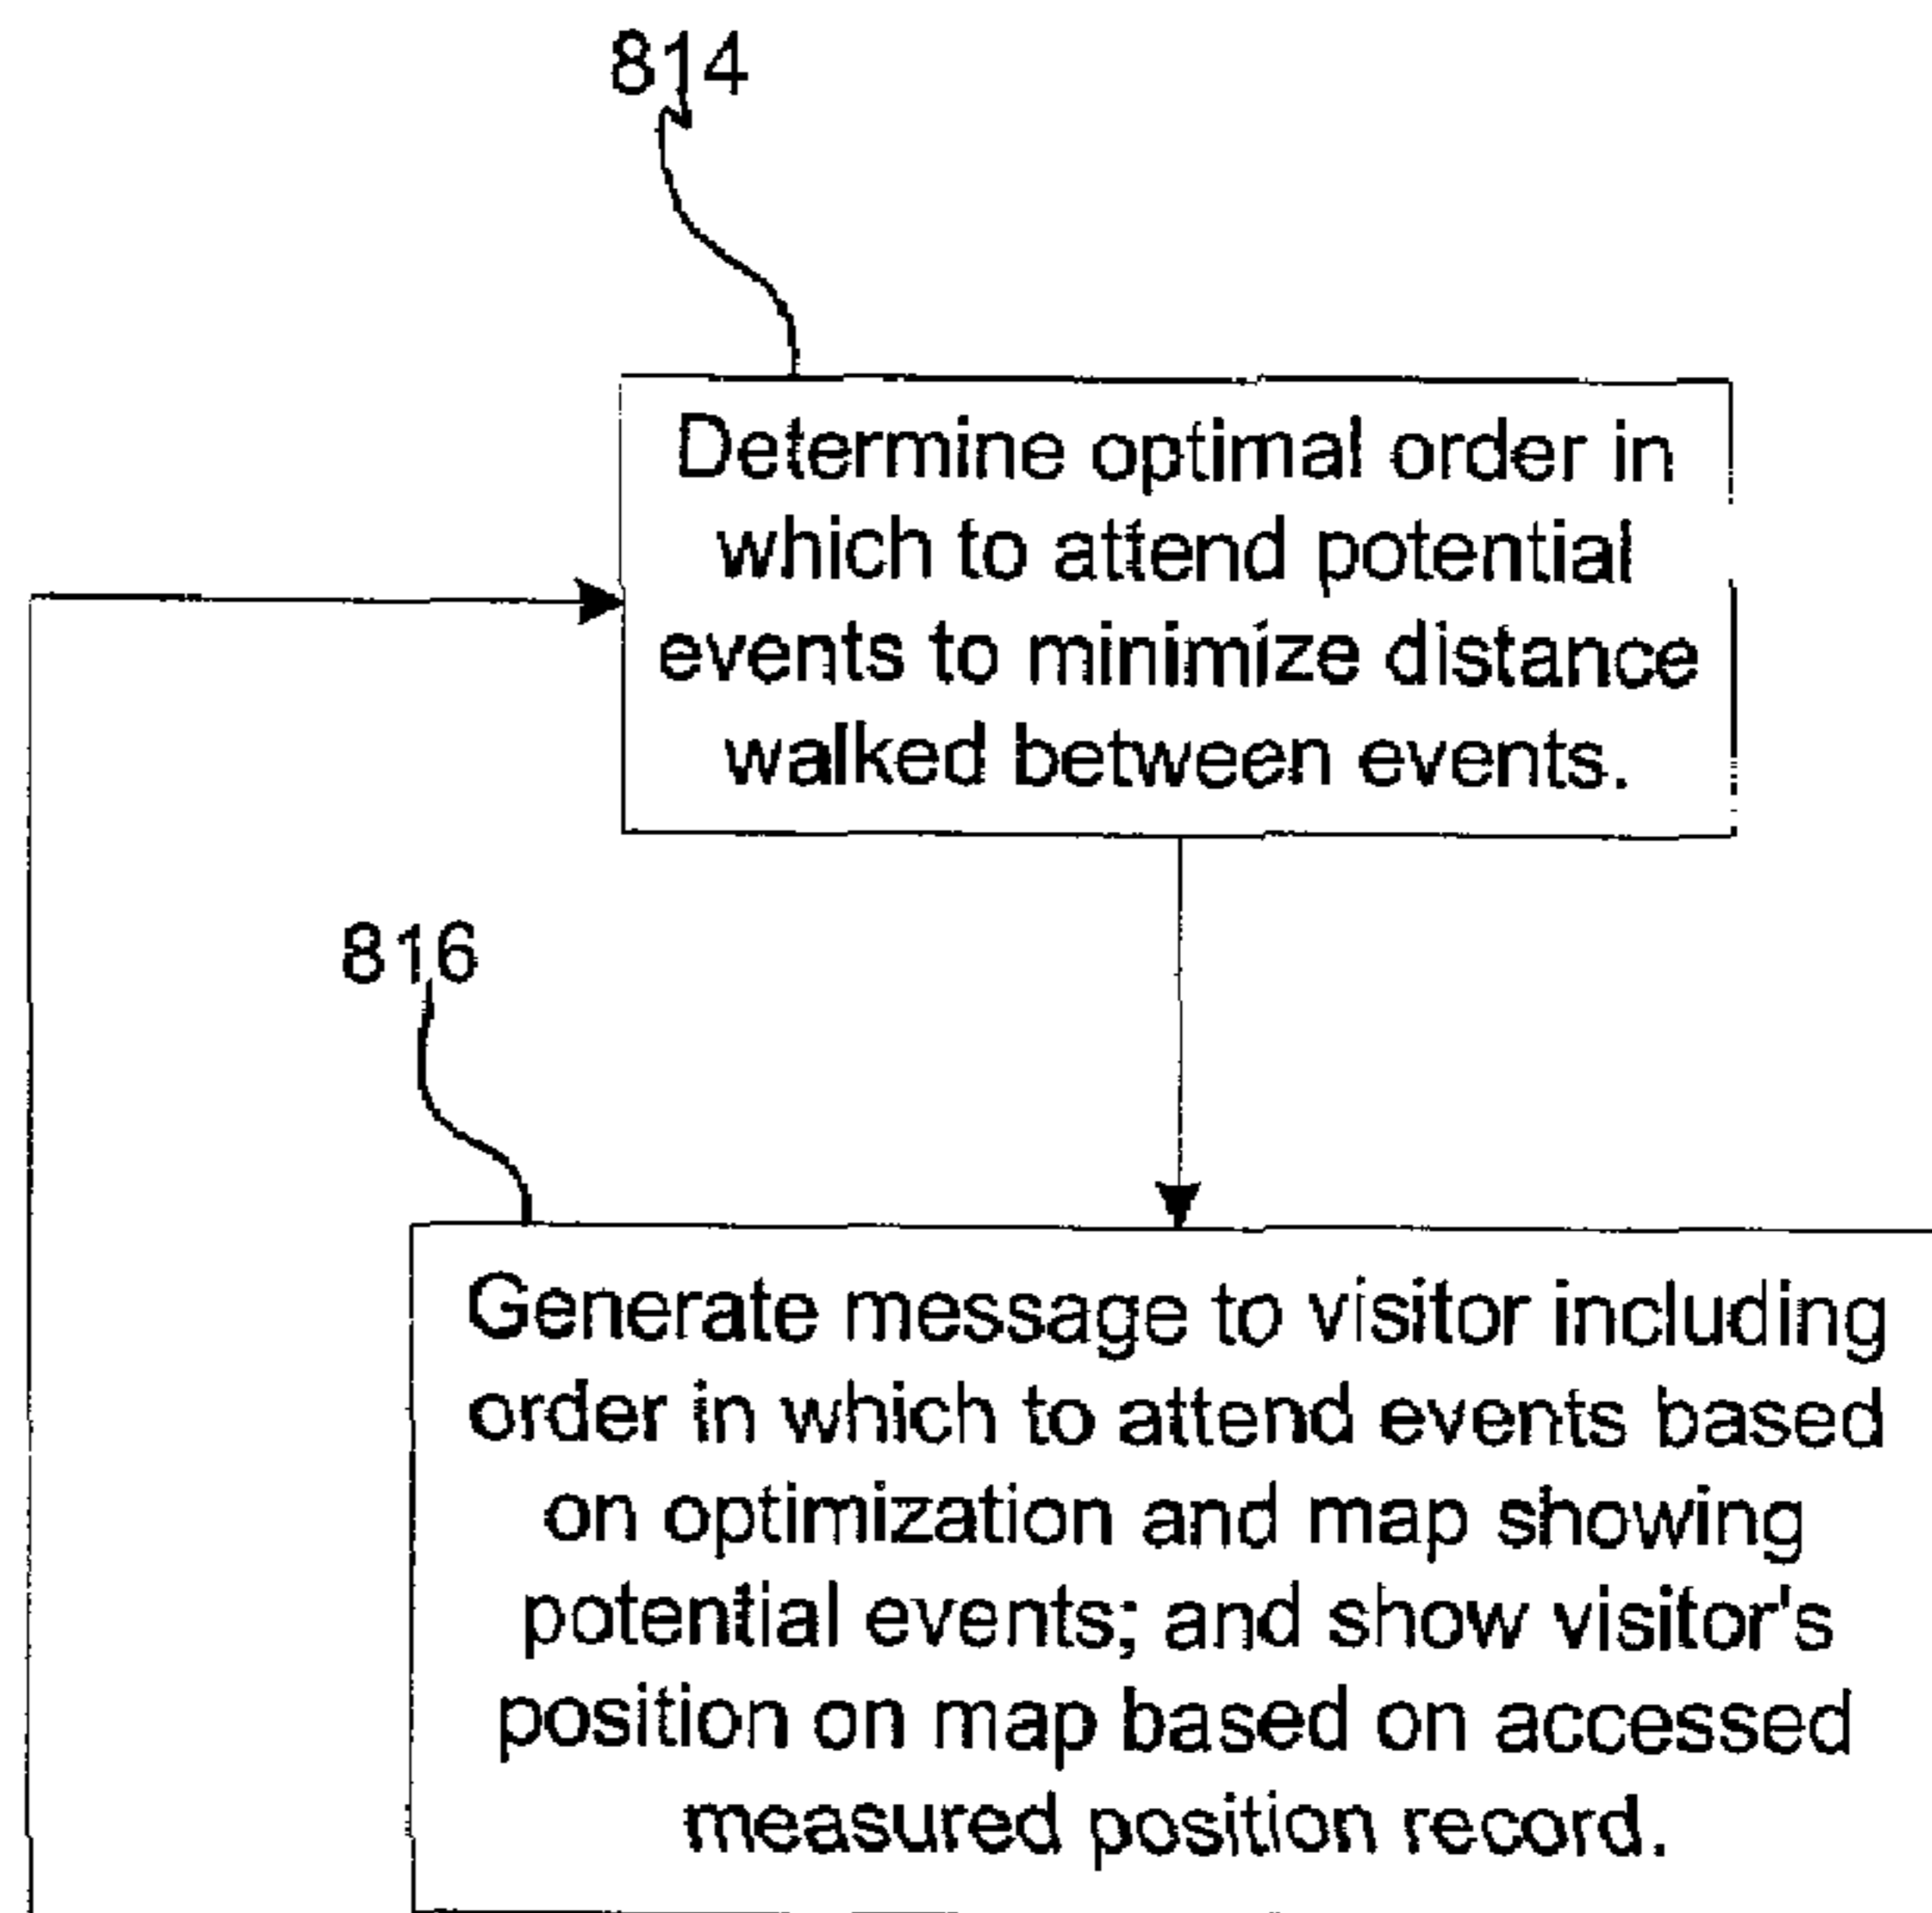 814
Determine optimal order in
which to attend potential
events to minimize distance
walked between events.
816
Generate message to visitor including
order in which to attend events based
on optimization and map showing
potential events; and show visitor's
position on map based on accessed
measured position record.